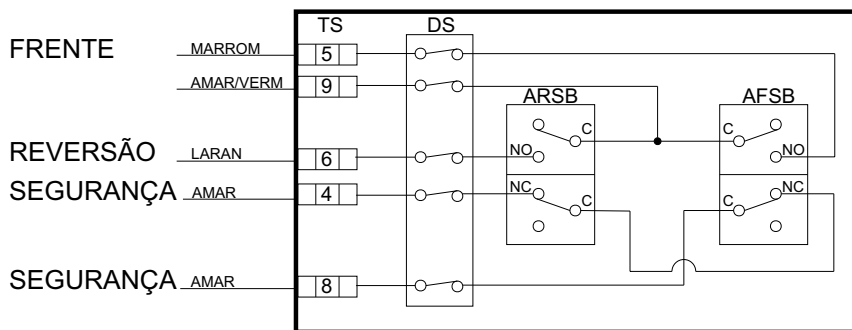 TS DS
FRENTE MARROM 5
AMAR/VERM 9
ARSB AFSB
C C
REVERSÃO LARAN 6 NO NO
SEGURANÇA AMAR 4 NC NC
C C
SEGURANÇA AMAR 8